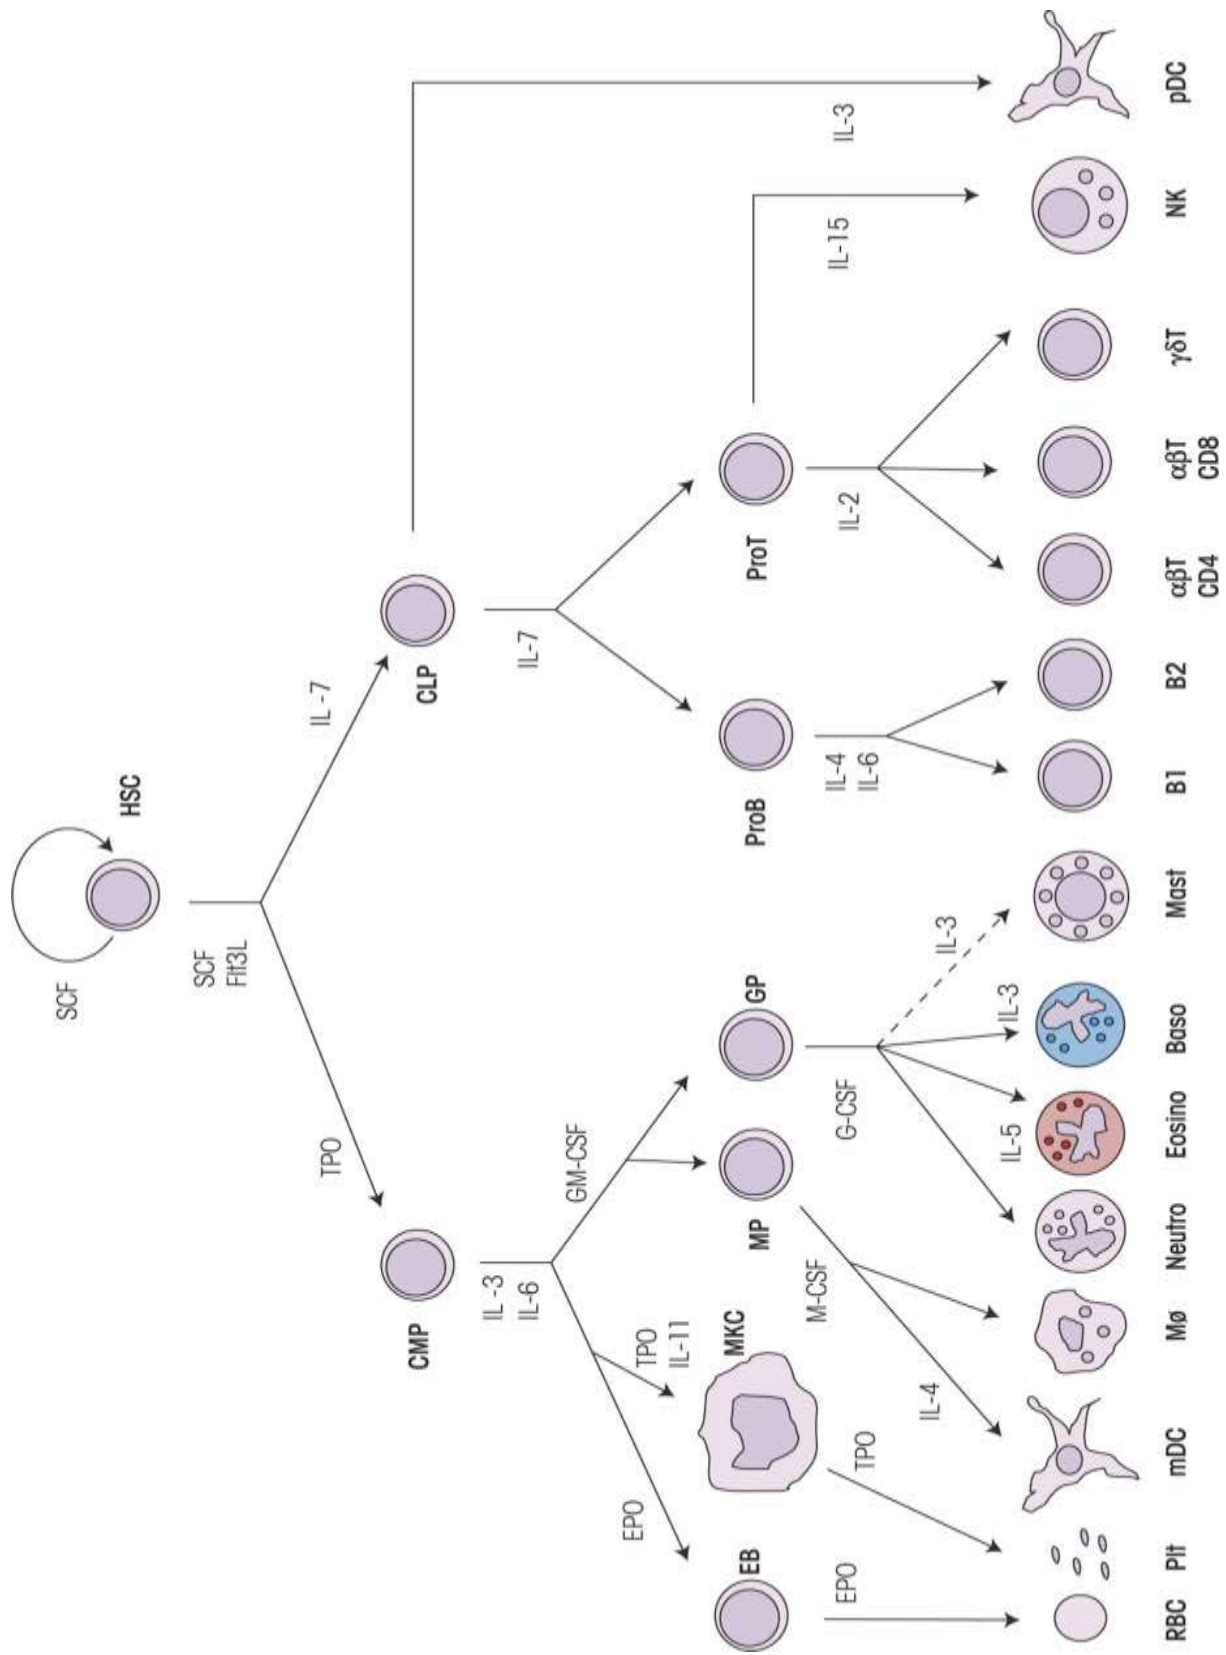 SCF
HSC
SCF
Flt3L
TPO
IL -7
CMP
CLP
IL -3
IL-6
IL-7
GM-CSF
EPO
TPO
IL-11
EB
MKC
MP
GP
ProB
ProT
EPO
TPO
M-CSF
IL-4
G-CSF
IL-5
IL-3
IL-3
IL-4
IL-6
IL-2
IL-15
IL-3
RBC
Plt
mDC
Mø
Neutro
Eosino
Baso
Mast
B1
B2
αβT
CD4
αβT
CD8
γδT
NK
pDC